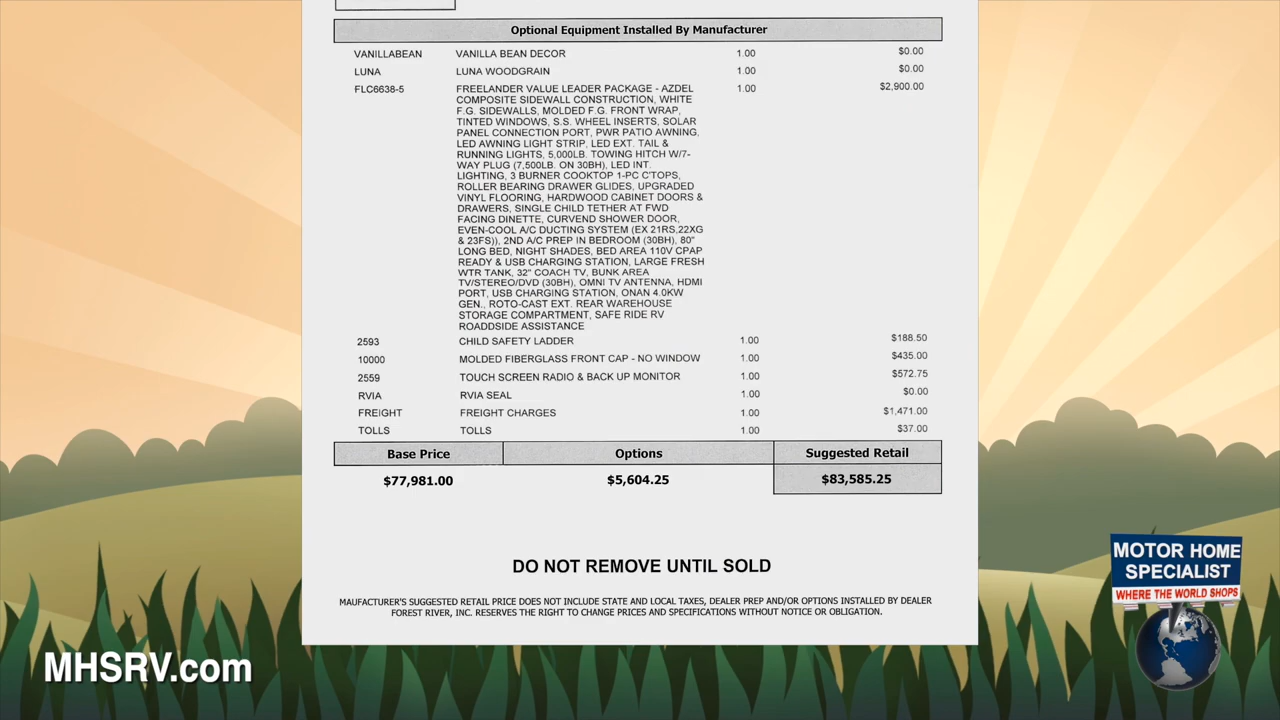 Optional Equipment Installed By Manufacturer
VANILLABEAN VANILLA BEAN DECOR 1.00 $0.00
LUNA LUNA WOODGRAIN 1.00 $0.00
FLC6638-5 FREELANDER VALUE LEADER PACKAGE - AZDEL 1.00 $2,900.00
COMPOSITE SIDEWALL CONSTRUCTION, WHITE
F.G. SIDEWALLS, MOLDED F.G. FRONT WRAP,
TINTED WINDOWS, S.S. WHEEL INSERTS, SOLAR
PANEL CONNECTION PORT, PWR PATIO AWNING,
LED AWNING LIGHT STRIP, LED EXT. TAIL &
RUNNING LIGHTS, 5,000LB. TOWING HITCH W/7-
WAY PLUG (7,500LB. ON 30BH), LED INT.
LIGHTING, 3 BURNER COOKTOP 1-PC C'TOPS,
ROLLER BEARING DRAWER GLIDES, UPGRADED
VINYL FLOORING, HARDWOOD CABINET DOORS &
DRAWERS, SINGLE CHILD TETHER AT FWD
FACING DINETTE, CURVEND SHOWER DOOR,
EVEN-COOL A/C DUCTING SYSTEM (EX 21RS,22XG
& 23FS)), 2ND A/C PREP IN BEDROOM (30BH), 80"
LONG BED, NIGHT SHADES, BED AREA 110V CPAP
READY & USB CHARGING STATION, LARGE FRESH
WTR TANK, 32" COACH TV, BUNK AREA
TV/STEREO/DVD (30BH), OMNI TV ANTENNA, HDMI
PORT, USB CHARGING STATION, ONAN 4.0KW
GEN., ROTO-CAST EXT. REAR WAREHOUSE
STORAGE COMPARTMENT, SAFE RIDE RV
ROADDSIDE ASSISTANCE
2593 CHILD SAFETY LADDER 1.00 $188.50
10000 MOLDED FIBERGLASS FRONT CAP - NO WINDOW 1.00 $435.00
2559 TOUCH SCREEN RADIO & BACK UP MONITOR 1.00 $572.75
RVIA RVIA SEAL 1.00 $0.00
FREIGHT FREIGHT CHARGES 1.00 $1,471.00
TOLLS TOLLS 1.00 $37.00
Base Price Options Suggested Retail
$77,981.00 $5,604.25 $83,585.25
DO NOT REMOVE UNTIL SOLD
MAUFACTURER'S SUGGESTED RETAIL PRICE DOES NOT INCLUDE STATE AND LOCAL TAXES, DEALER PREP AND/OR OPTIONS INSTALLED BY DEALER
FOREST RIVER, INC. RESERVES THE RIGHT TO CHANGE PRICES AND SPECIFICATIONS WITHOUT NOTICE OR OBLIGATION.
MOTOR HOME
SPECIALIST
WHERE THE WORLD SHOPS
MHSRV.com